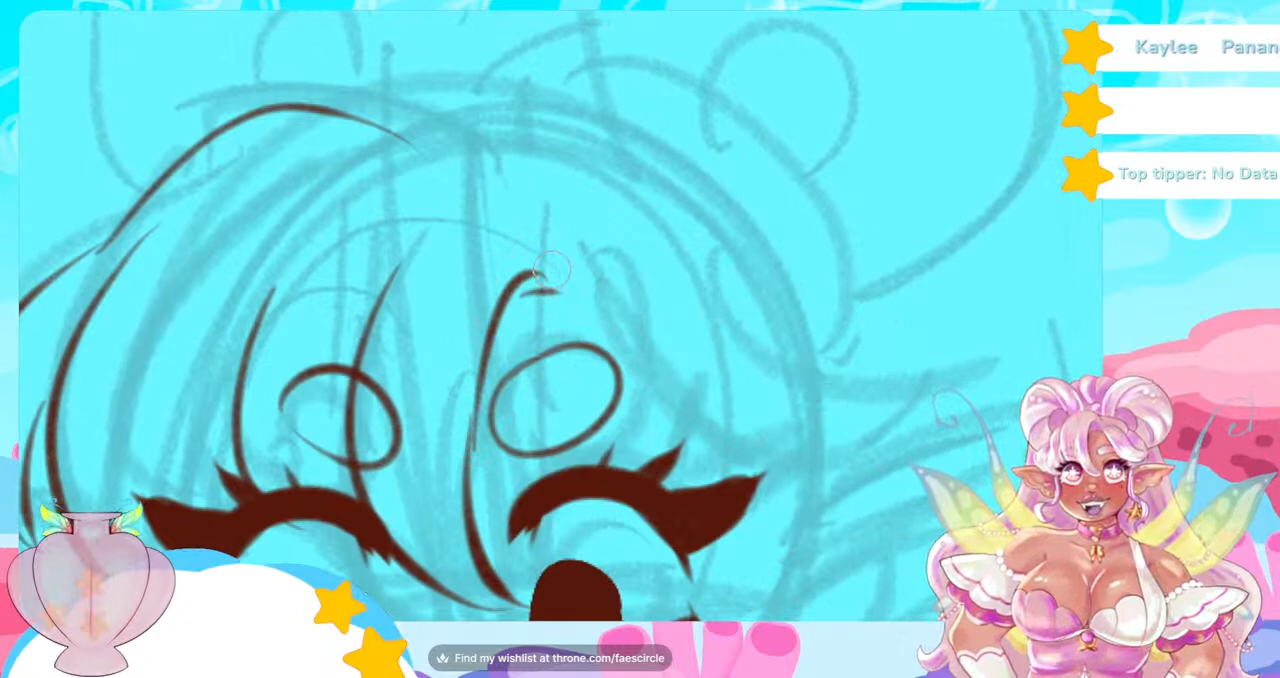 Kaylee
Top tipper: No Data
Find my wishlist at throne.com/faescircle